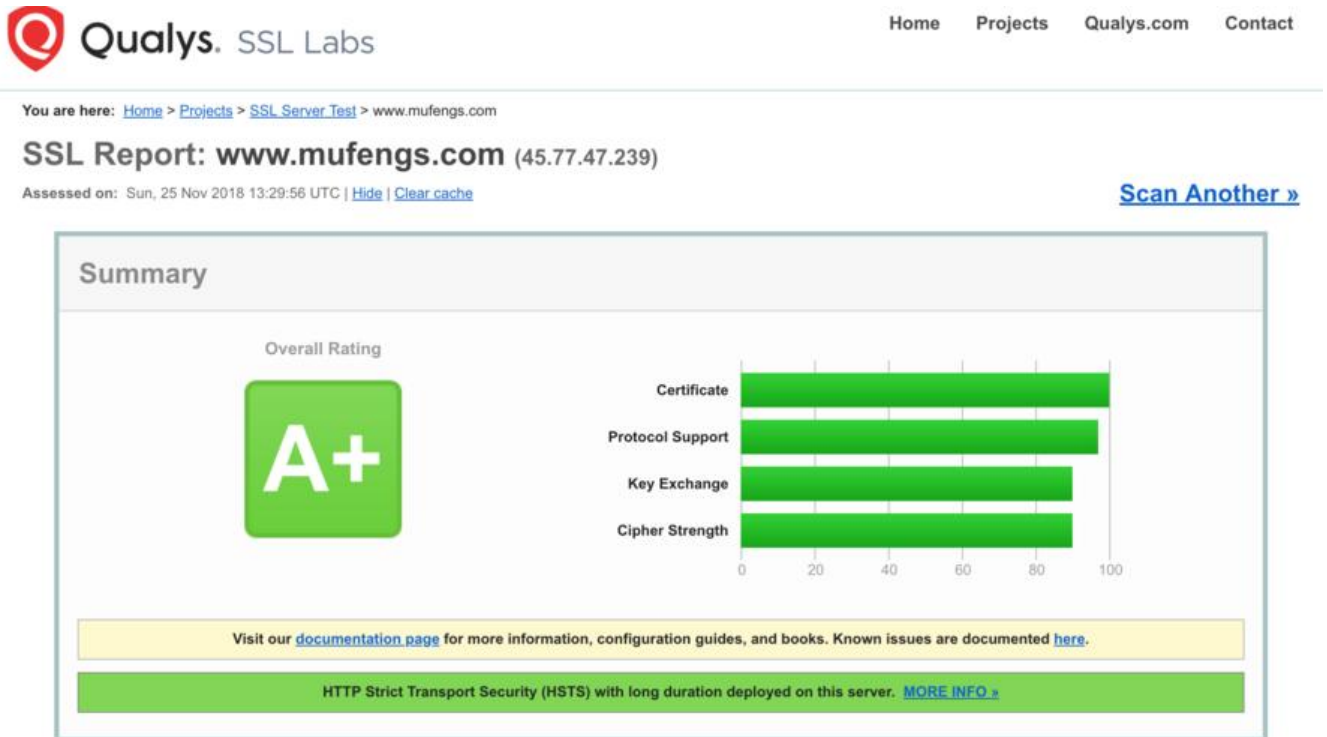 Qualys. SSL Labs
Home Projects Qualys.com Contact
You are here: Home > Projects > SSL Server Test > www.mufengs.com
SSL Report: www.mufengs.com (45.77.47.239)
Assessed on: Sun, 25 Nov 2018 13:29:56 UTC | Hide | Clear cache
Scan Another »
Summary
Overall Rating
A+
Certificate
Protocol Support
Key Exchange
Cipher Strength
0 20 40 60 80 100
Visit our documentation page for more information, configuration guides, and books. Known issues are documented here.
HTTP Strict Transport Security (HSTS) with long duration deployed on this server. MORE INFO »